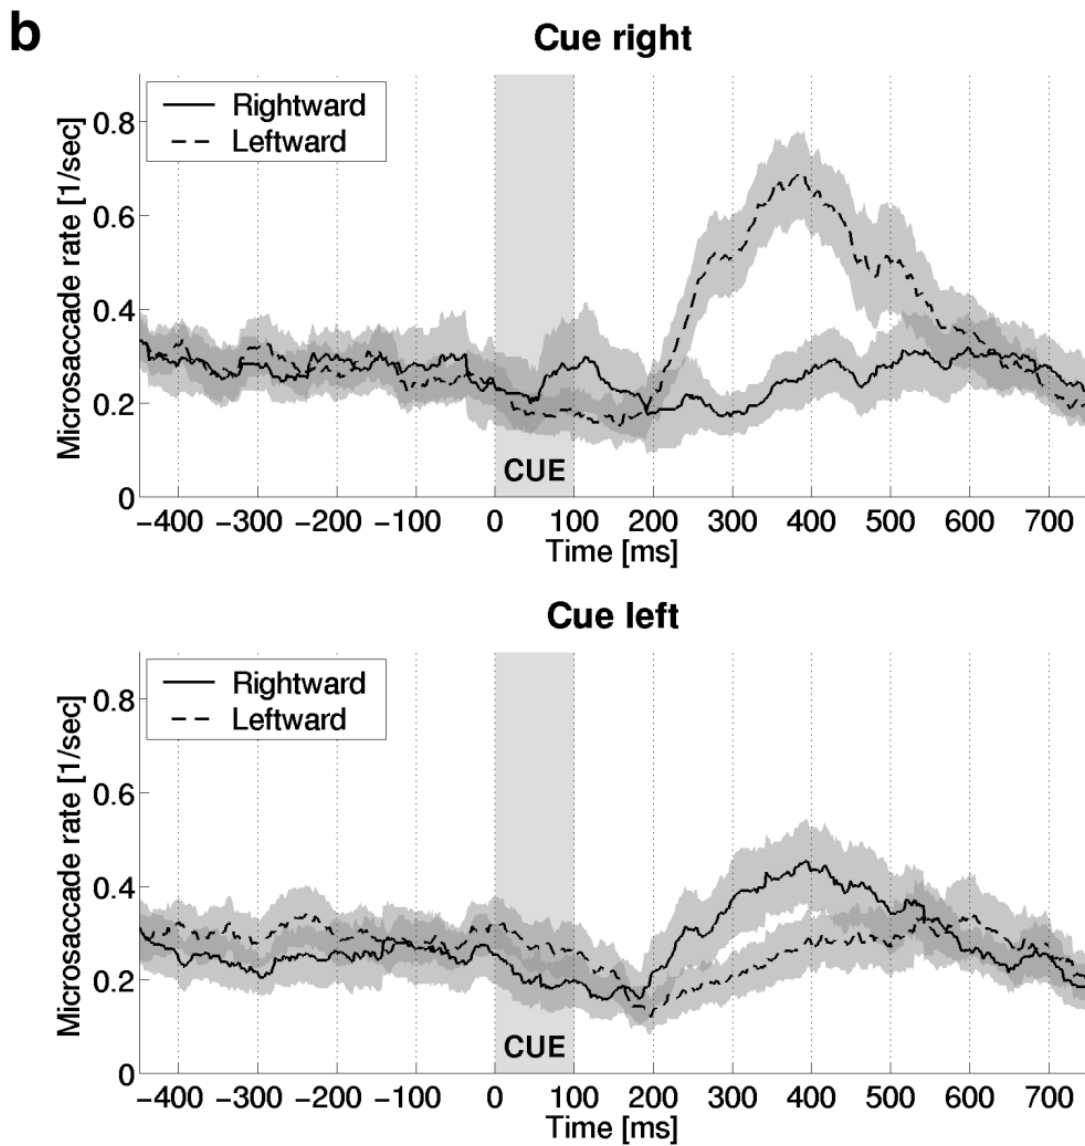 b
Cue right
Rightward
Leftward
Microsaccade rate [1/sec]
0.8
0.6
0.4
0.2
0
CUE
−400 −300 −200 −100 0 100 200 300 400 500 600 700
Time [ms]
Cue left
Rightward
Leftward
Microsaccade rate [1/sec]
0.8
0.6
0.4
0.2
0
CUE
−400 −300 −200 −100 0 100 200 300 400 500 600 700
Time [ms]